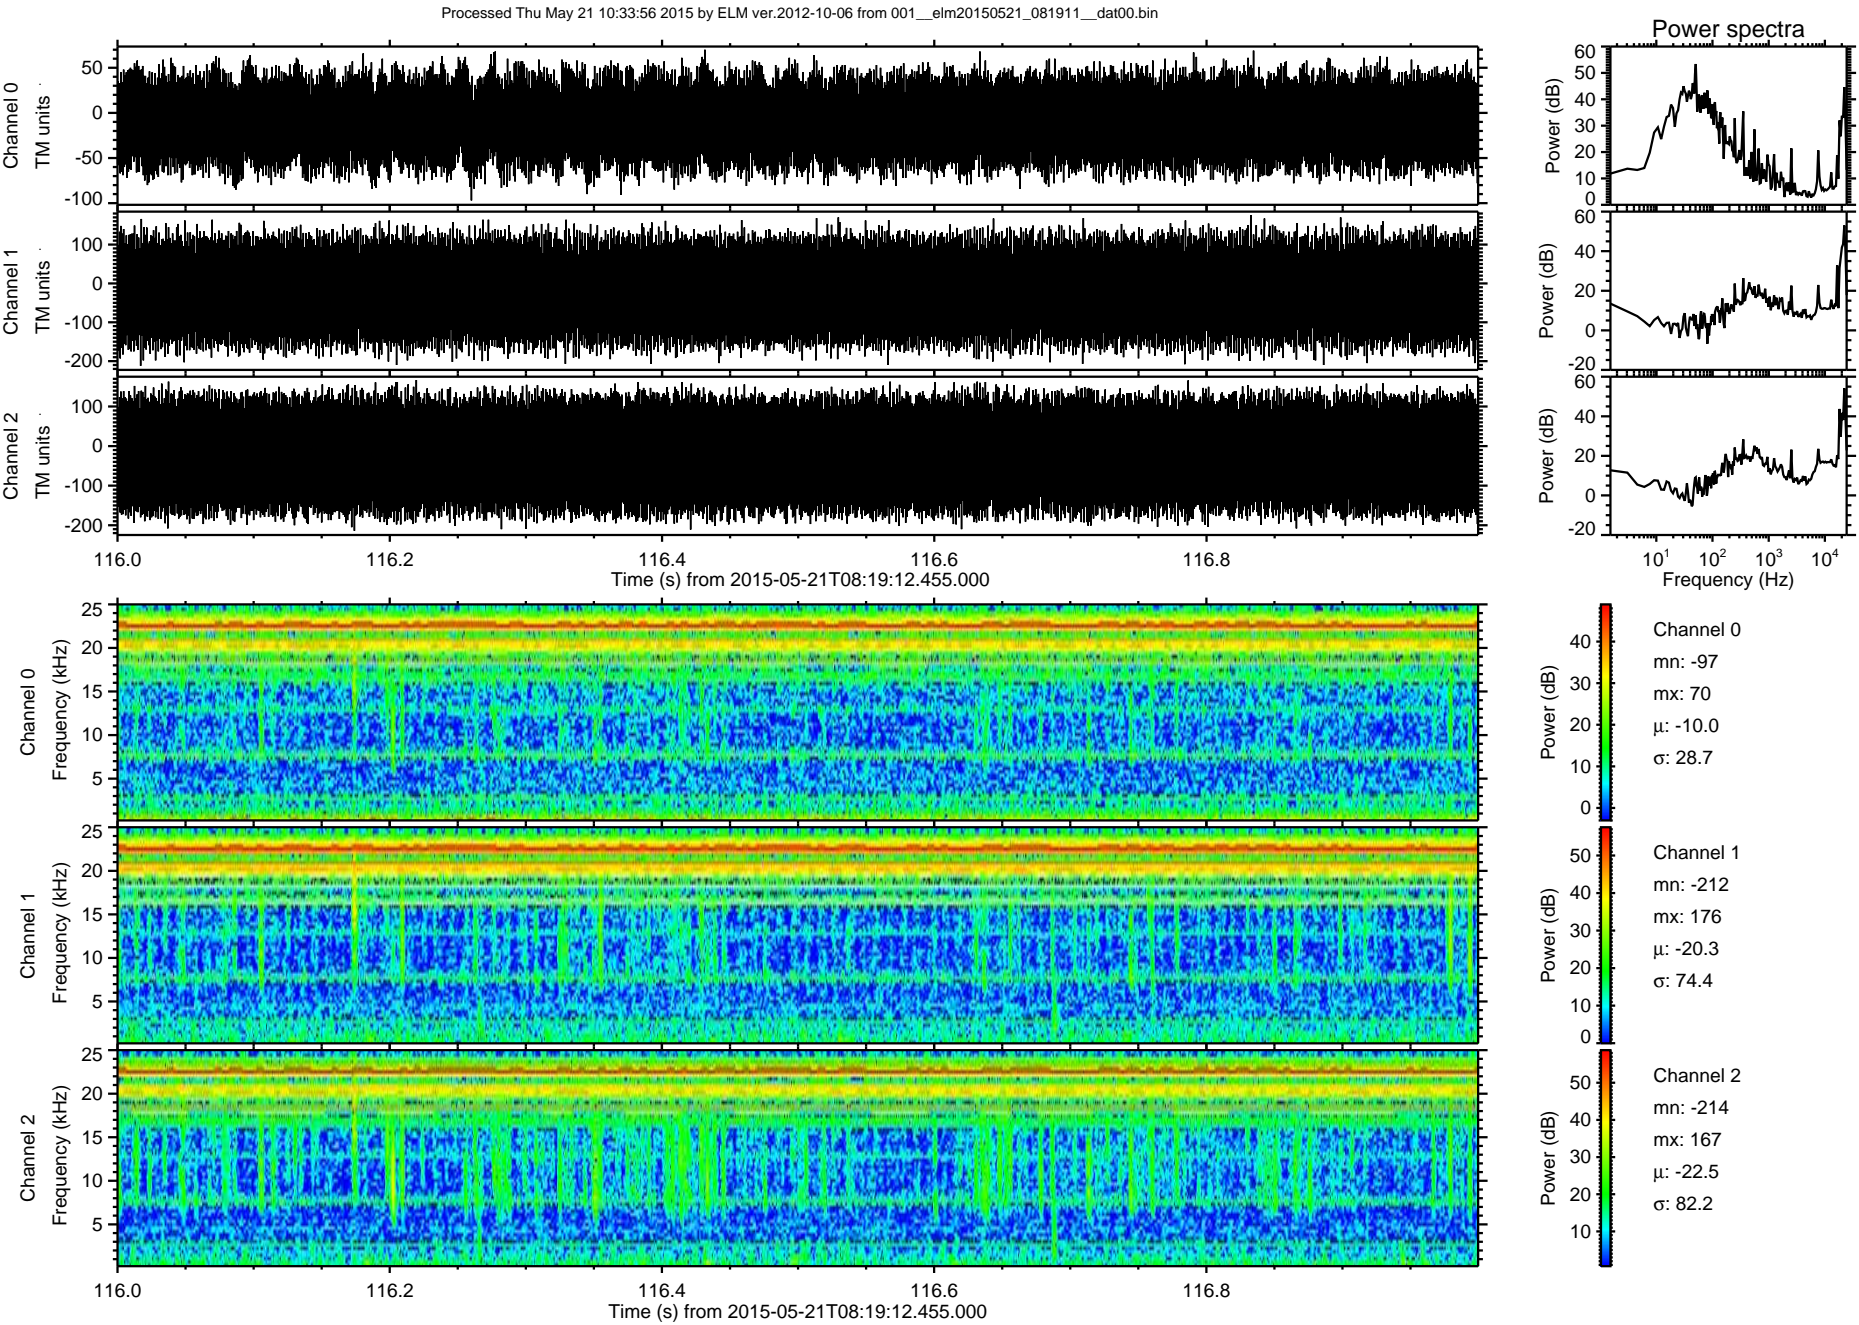 Processed Thu May 21 10:33:56 2015 by ELM ver.2012-10-06 from 001__elm20150521_081911__dat00.bin
Power spectra
Channel 0
TM units
50
0
-50
-100
Power (dB)
60
50
40
30
20
10
0
Channel 1
TM units
100
0
-100
-200
Power (dB)
60
40
20
0
-20
Channel 2
TM units
100
0
-100
-200
Power (dB)
60
40
20
0
-20
116.0 116.2 116.4 116.6 116.8
Time (s) from 2015-05-21T08:19:12.455.000
10^1 10^2 10^3 10^4
Frequency (Hz)
Channel 0
Frequency (kHz)
25
20
15
10
5
Power (dB)
40
30
20
10
0
Channel 0
mn: -97
mx: 70
µ: -10.0
σ: 28.7
Channel 1
Frequency (kHz)
25
20
15
10
5
Power (dB)
50
40
30
20
10
0
Channel 1
mn: -212
mx: 176
µ: -20.3
σ: 74.4
Channel 2
Frequency (kHz)
25
20
15
10
5
Power (dB)
50
40
30
20
10
Channel 2
mn: -214
mx: 167
µ: -22.5
σ: 82.2
116.0 116.2 116.4 116.6 116.8
Time (s) from 2015-05-21T08:19:12.455.000